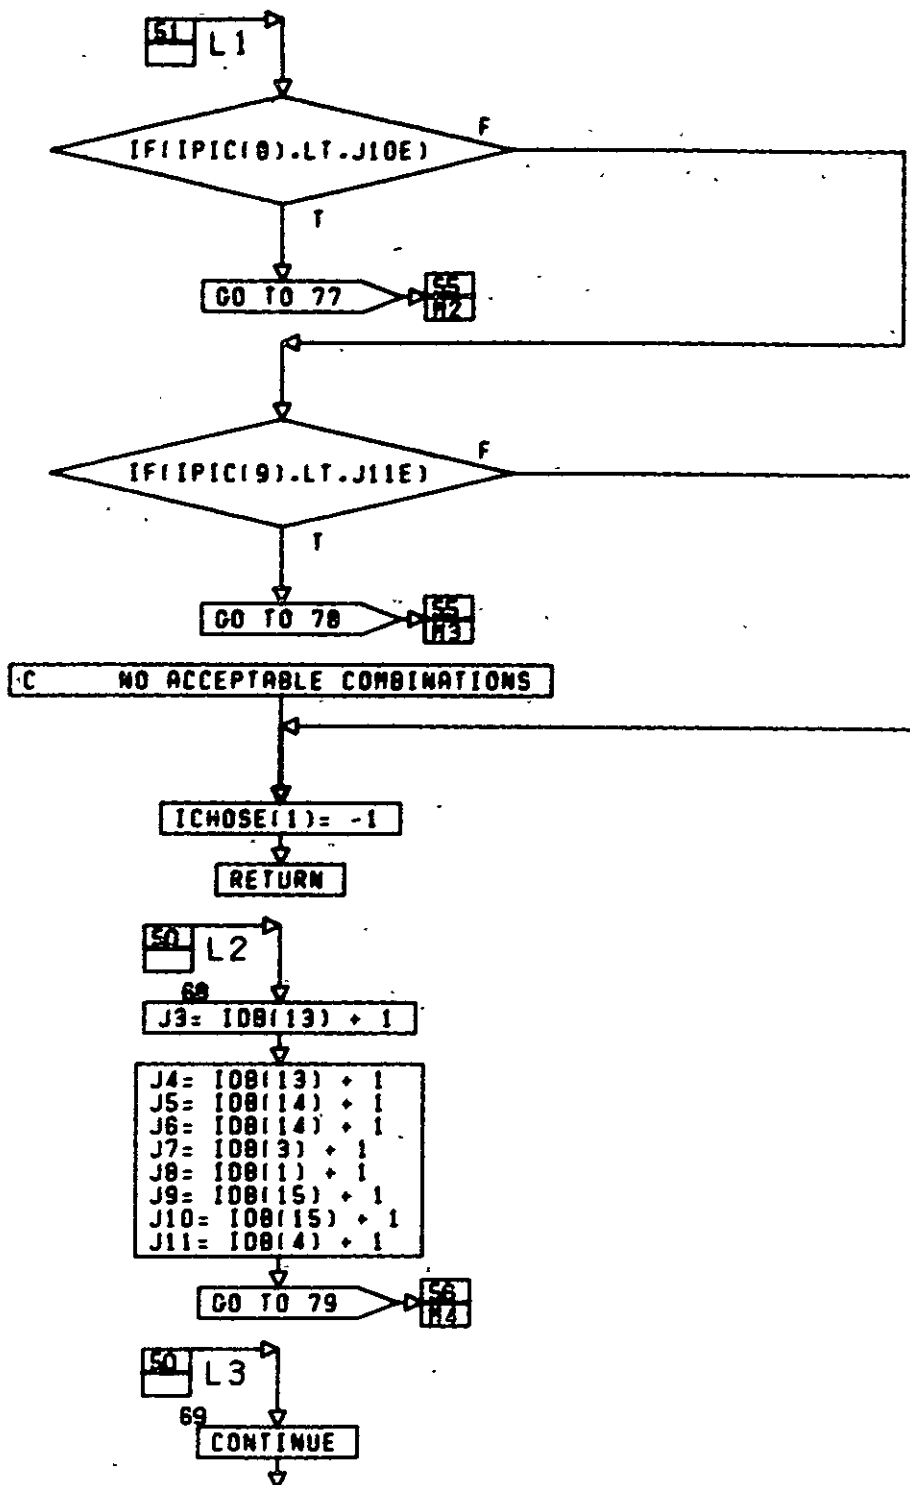 51
L1
IF(IPIC(8).LT.J10E)
F
T
GO TO 77
55
M2
IF(IPIC(9).LT.J11E)
F
T
GO TO 78
55
M3
C NO ACCEPTABLE COMBINATIONS
ICHOSE(1)= -1
RETURN
50
L2
68
J3= IDB(13) + 1
J4= IDB(13) + 1
J5= IDB(14) + 1
J6= IDB(14) + 1
J7= IDB(3) + 1
J8= IDB(1) + 1
J9= IDB(15) + 1
J10= IDB(15) + 1
J11= IDB(4) + 1
GO TO 79
56
M4
50
L3
69
CONTINUE